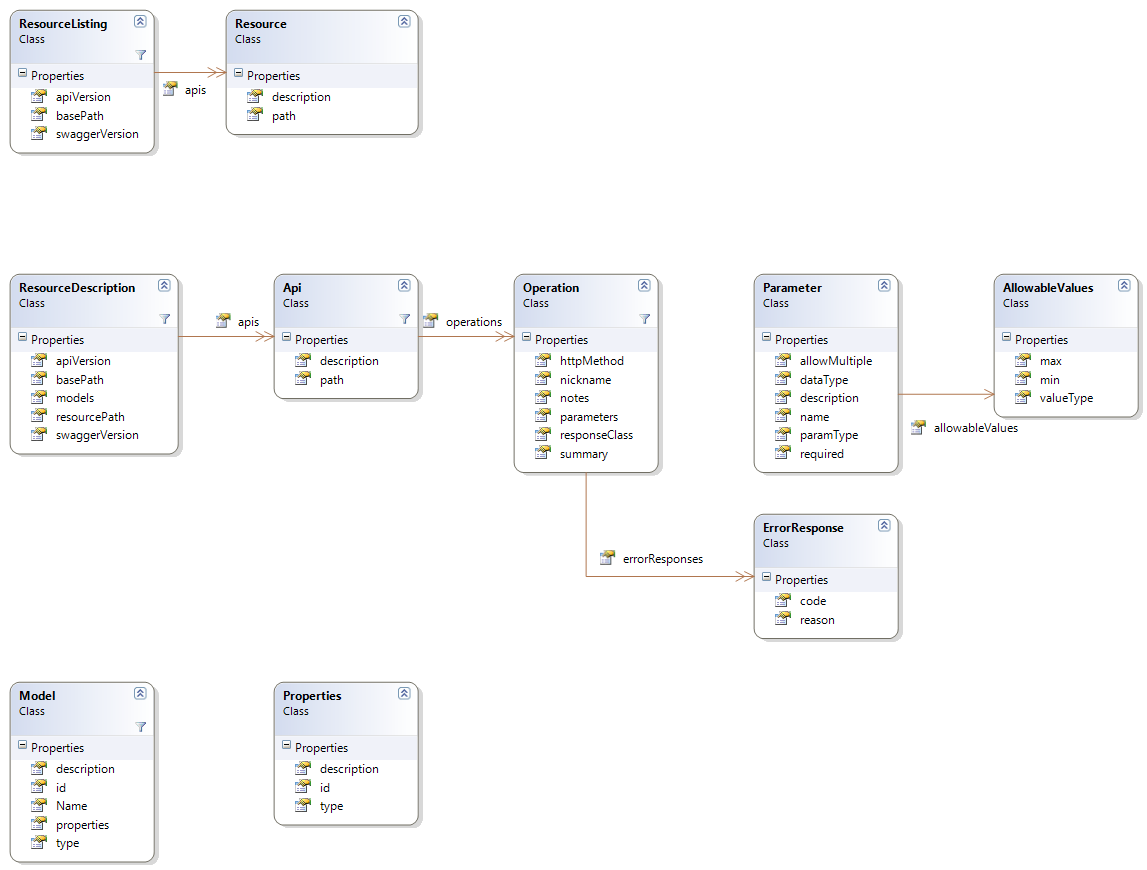 ResourceListing
Class
Properties
apiVersion
basePath
swaggerVersion
apis
Resource
Class
Properties
description
path
ResourceDescription
Class
Properties
apiVersion
basePath
models
resourcePath
swaggerVersion
apis
Api
Class
Properties
description
path
operations
Operation
Class
Properties
httpMethod
nickname
notes
parameters
responseClass
summary
Parameter
Class
Properties
allowMultiple
dataType
description
name
paramType
required
allowableValues
AllowableValues
Class
Properties
max
min
valueType
errorResponses
ErrorResponse
Class
Properties
code
reason
Model
Class
Properties
description
id
Name
properties
type
Properties
Class
Properties
description
id
type